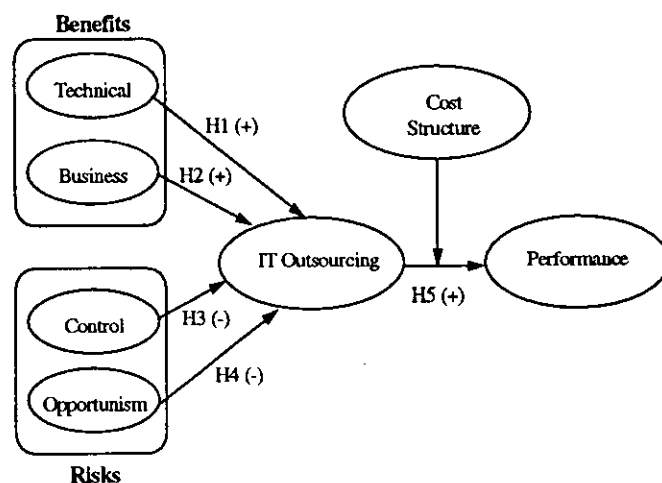 Benefits
Technical
H1 (+)
Cost
Structure
Business
H2 (+)
IT Outsourcing
Performance
H5 (+)
Control
H3 (-)
H4 (-)
Opportunism
Risks